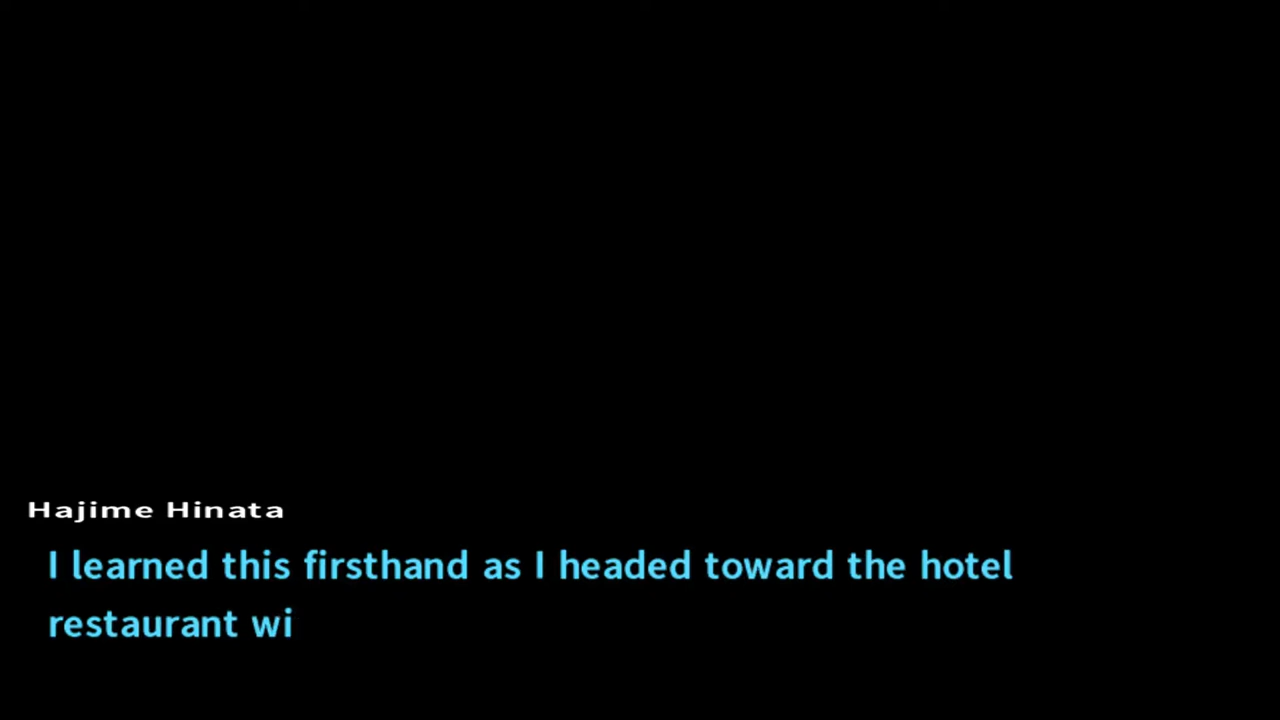 Hajime Hinata
I learned this firsthand as I headed toward the hotel
restaurant wi